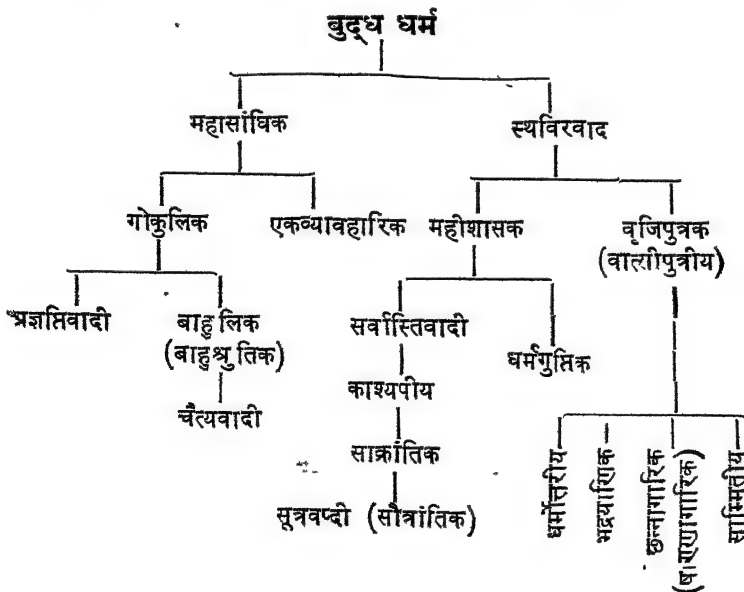 बुद्ध धर्म
महासांघिक
स्थविरवाद
गोकुलिक
एकव्यावहारिक
महीशासक
वृजिपुत्रक
(वात्सीपुत्रीय)
प्रज्ञप्तिवादी
बाहुलिक
(बाहुश्रुतिक)
चैत्यवादी
सर्वास्तिवादी
धर्मगुप्तिक
काश्यपीय
साक्रांतिक
सूत्रवप्दी (सौत्रांतिक)
धर्मोत्तरीय
भद्रयाणिक
छन्नागारिक
(षाण्णागारिक)
साम्मितीय